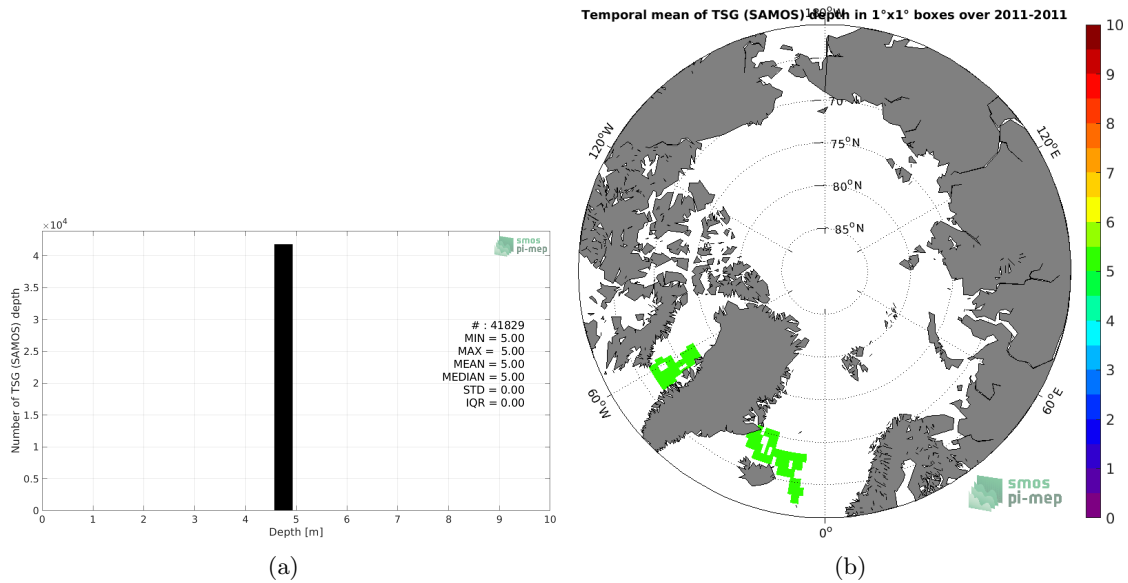 Temporal mean of TSG (SAMOS) depth in 1°x1° boxes over 2011-2011
180°W
×10⁴
4
3.5
3
2.5
2
1.5
1
0.5
0
Number of TSG (SAMOS) depth
smos
pi-mep
# : 41829
MIN = 5.00
MAX = 5.00
MEAN = 5.00
MEDIAN = 5.00
STD = 0.00
IQR = 0.00
0 1 2 3 4 5 6 7 8 9 10
Depth [m]
(a)
120°W
120°E
70°
75°N
80°N
85°N
60°W
60°E
0°
smos
pi-mep
10
9
8
7
6
5
4
3
2
1
0
(b)